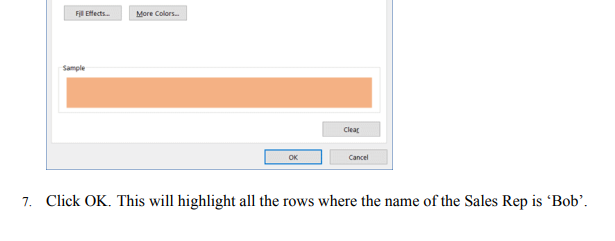 Fill Effects... More Colors...
Sample
Clear
OK Cancel
7. Click OK. This will highlight all the rows where the name of the Sales Rep is ‘Bob’.